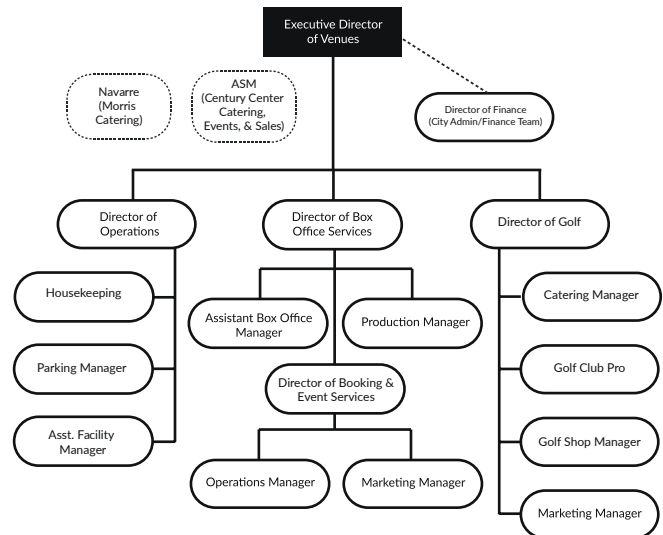 Executive Director
of Venues
Navarre
(Morris
Catering)
ASM
(Century Center
Catering,
Events, & Sales)
Director of Finance
(City Admin/Finance Team)
Director of
Operations
Director of Box
Office Services
Director of Golf
Housekeeping
Assistant Box Office
Manager
Production Manager
Catering Manager
Parking Manager
Director of Booking &
Event Services
Golf Club Pro
Asst. Facility
Manager
Golf Shop Manager
Operations Manager
Marketing Manager
Marketing Manager